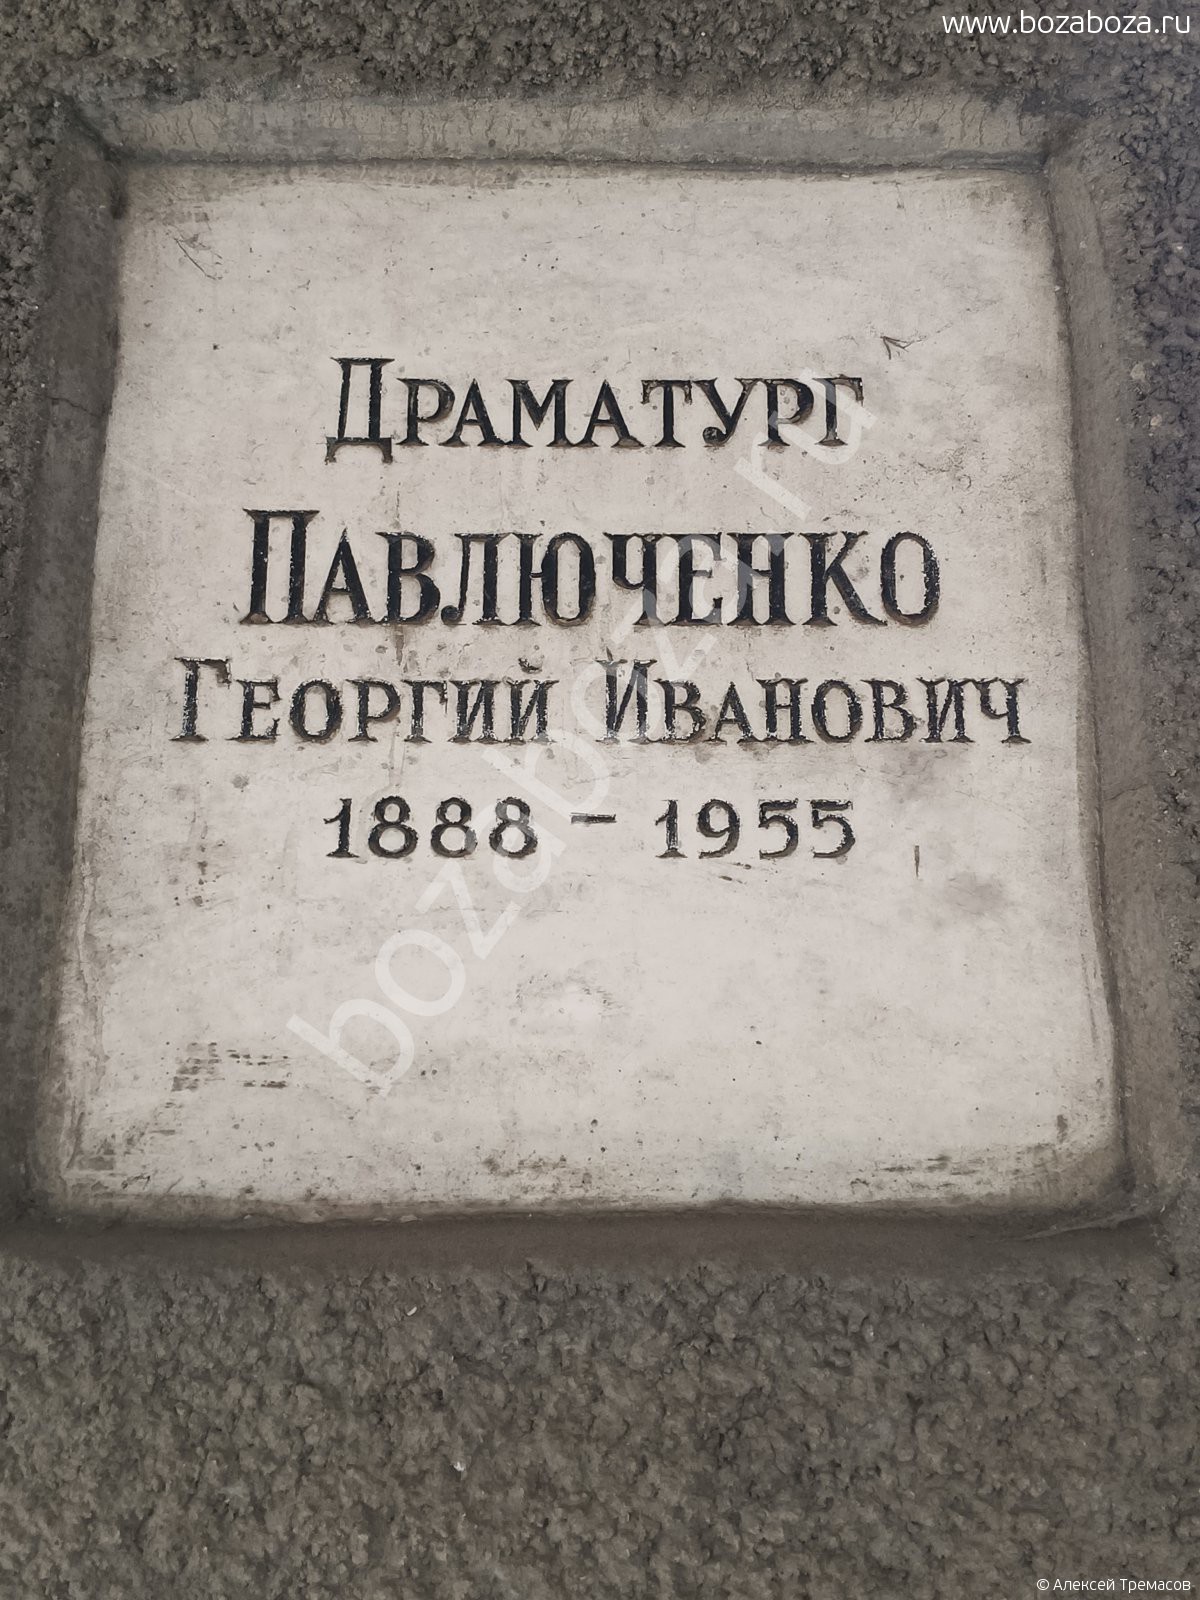 www.bozaboza.ru
Драматург
Павлюченко
Георгий Иванович
1888 – 1955
bozaboza.ru
© Алексей Тремасов